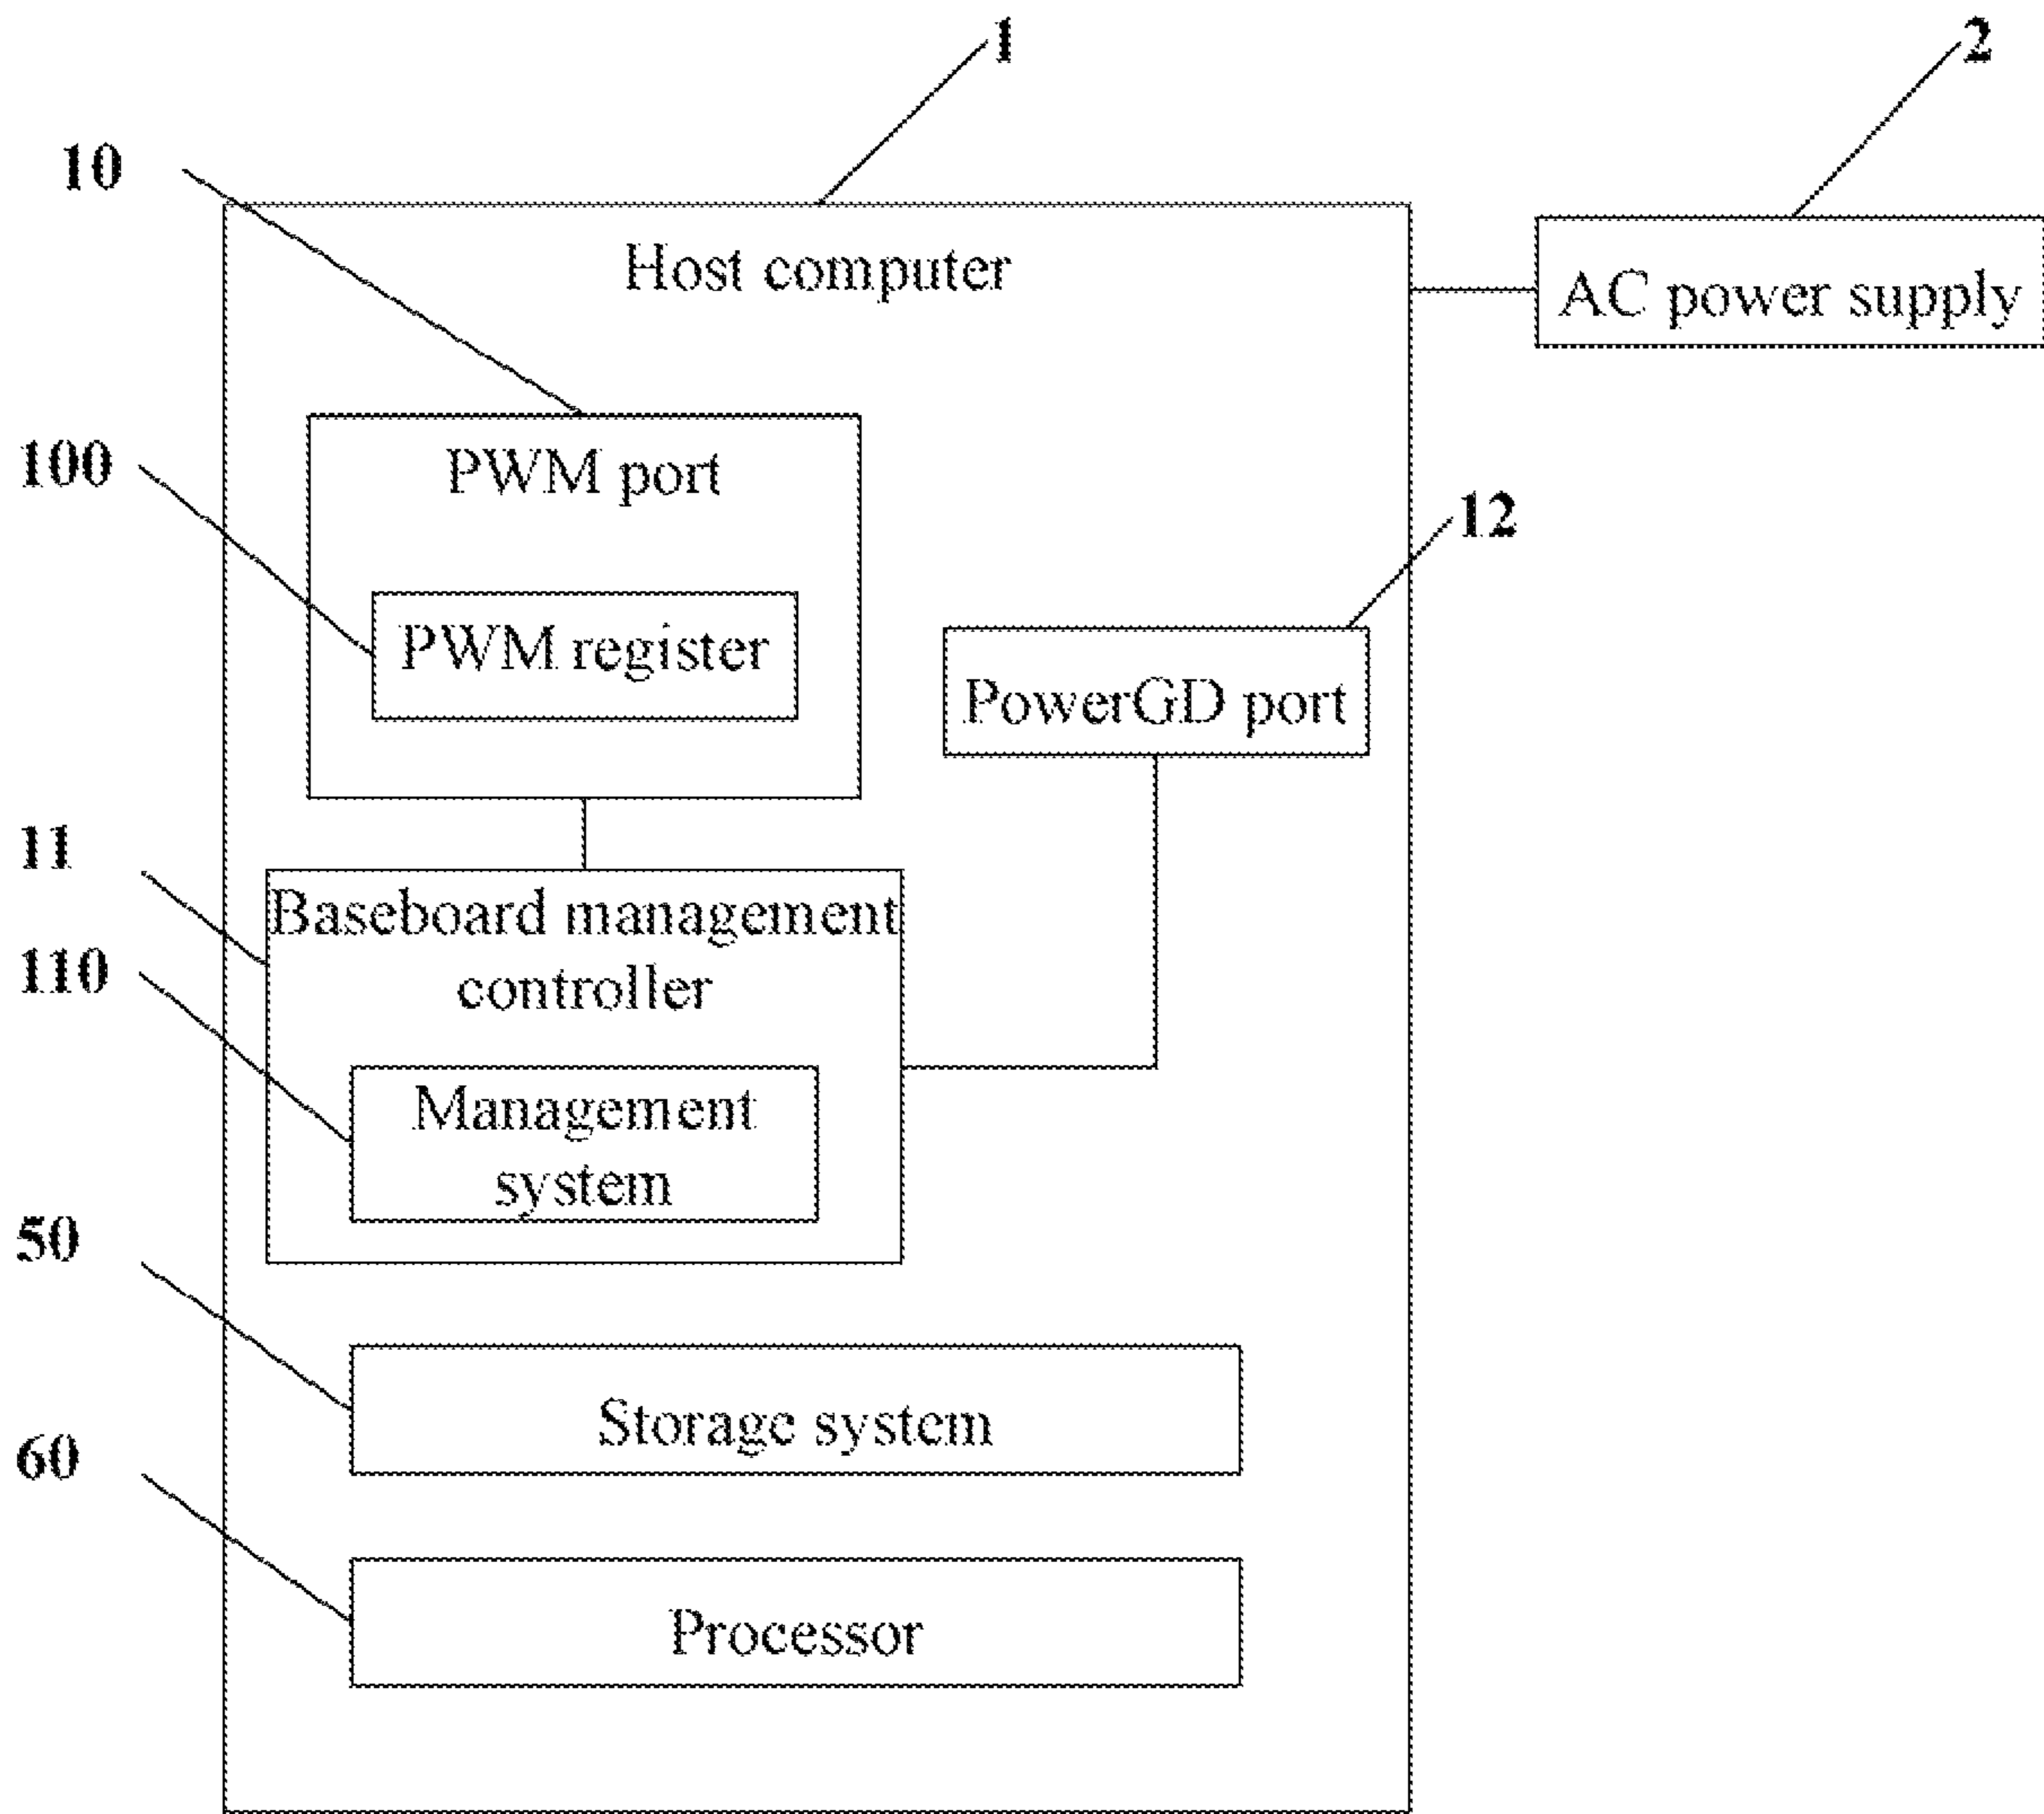 1
2
10
Host computer
AC power supply
100
PWM port
12
PWM register
PowerGD port
11
Baseboard management
controller
110
Management
system
50
Storage system
60
Processor